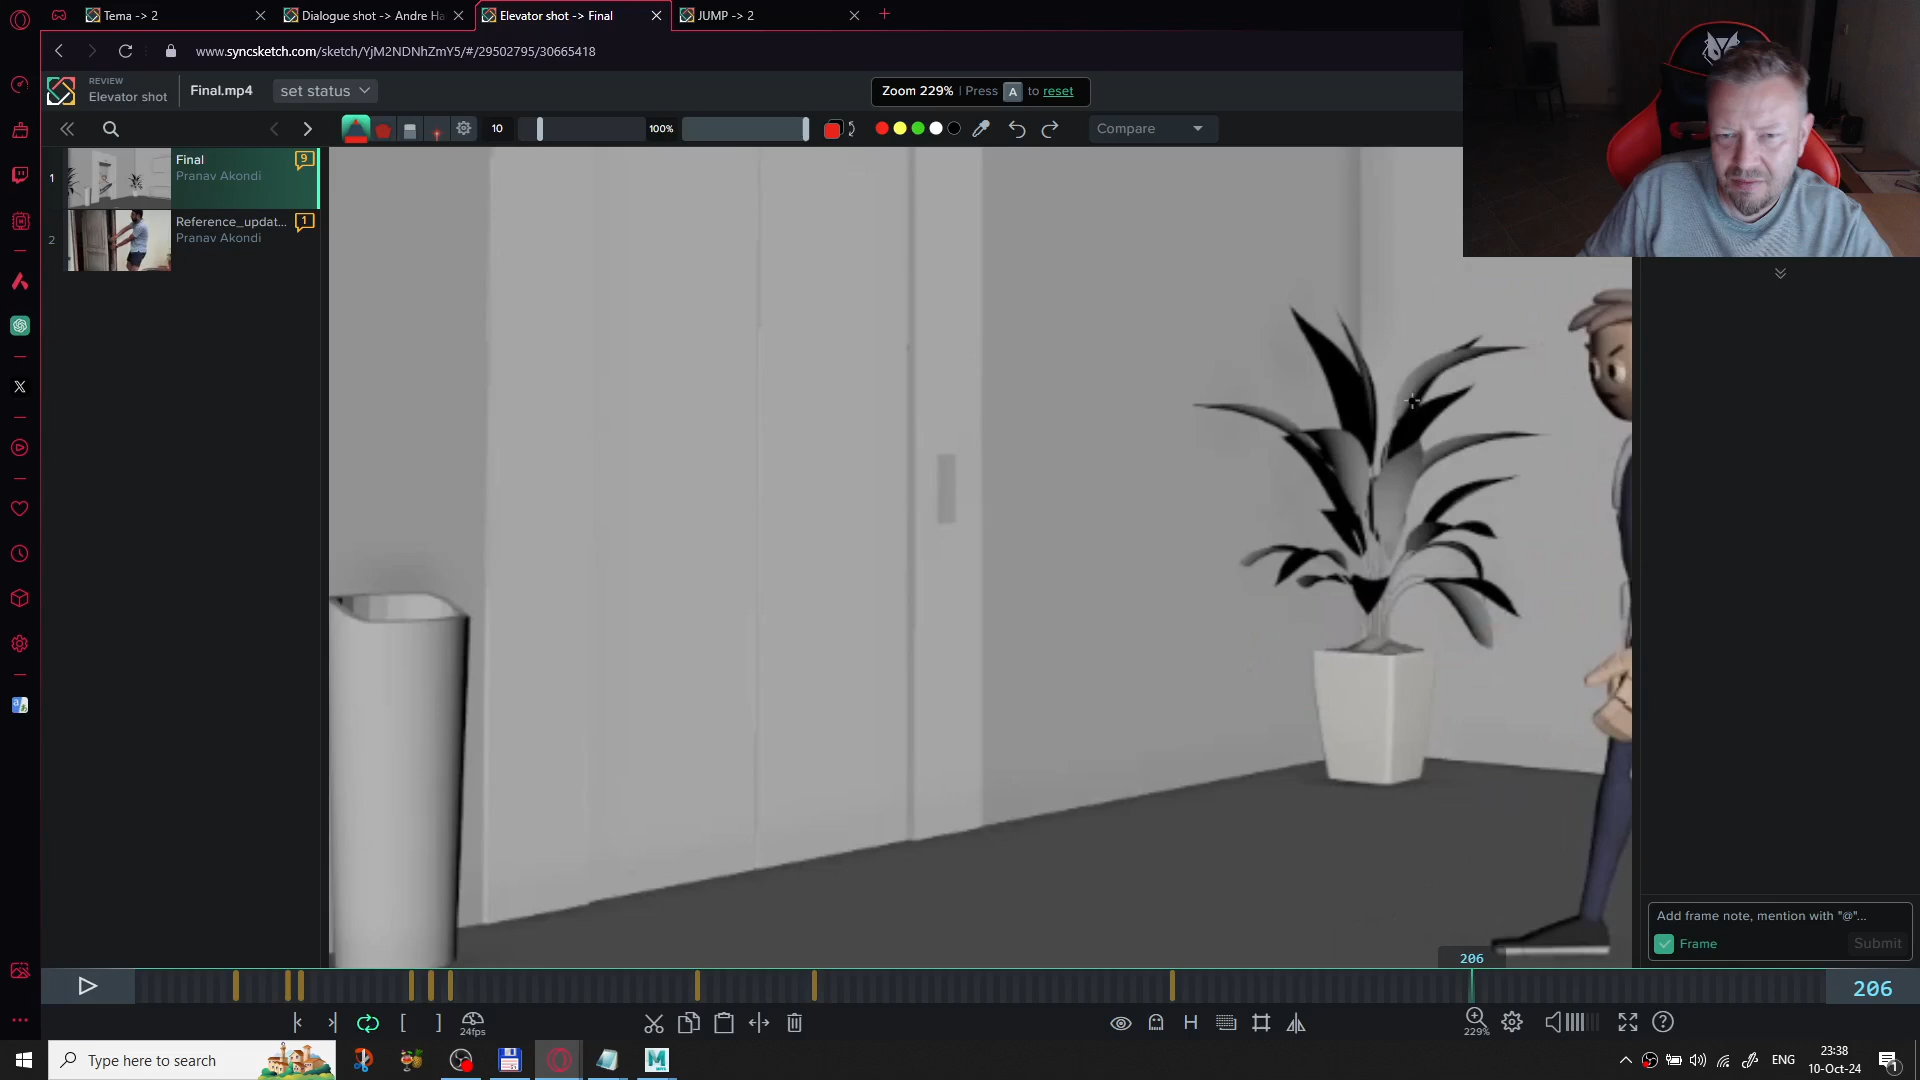 Tema -> 2
Dialogue shot -> Andre Ha
Elevator shot -> Final
JUMP -> 2
www.syncsketch.com/sketch/YjM2NDNhZmY5/#/29502795/30665418
REVIEW
Elevator shot
Final.mp4
set status
Zoom 229% | Press A to reset
10
100%
Compare
1
Final
Pranav Akondi
9
2
Reference_updat...
Pranav Akondi
1
Add frame note, mention with "@"...
Frame
Submit
206
206
24fps
H
229%
Type here to search
ENG
23:38
10-Oct-24
1